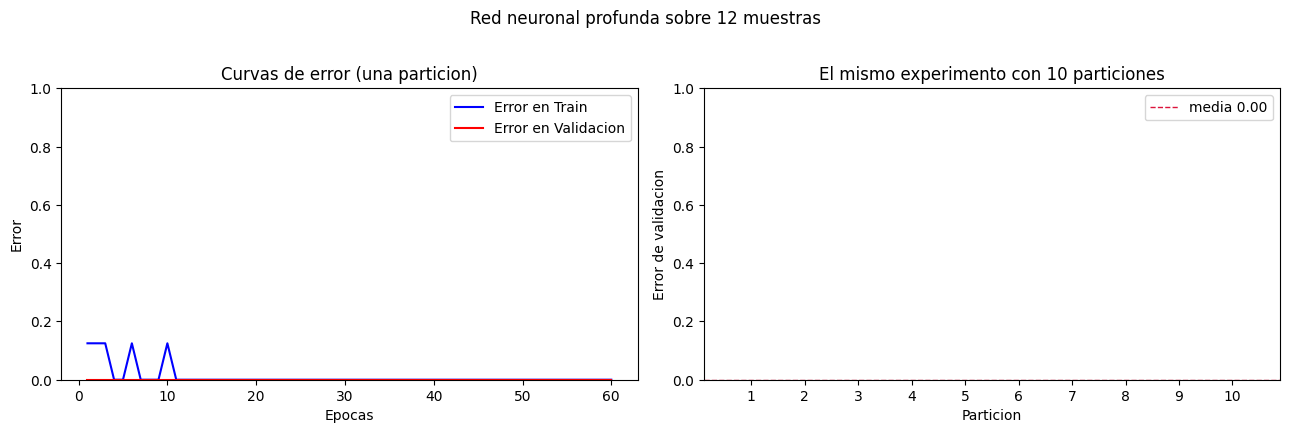 Red neuronal profunda sobre 12 muestras
Curvas de error (una particion)
1.0
0.8
0.6
0.4
0.2
0.0
Error
Error en Train
Error en Validacion
0 10 20 30 40 50 60
Epocas
El mismo experimento con 10 particiones
1.0
0.8
0.6
0.4
0.2
0.0
Error de validacion
media 0.00
1 2 3 4 5 6 7 8 9 10
Particion